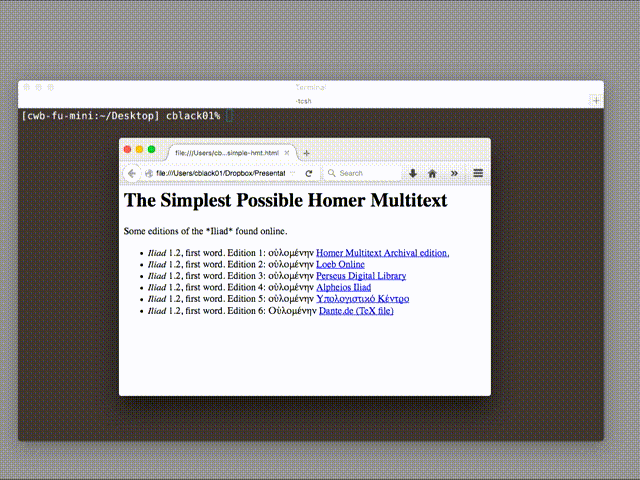 Terminal
-tcsh
[cwb-fu-mini:~/Desktop] cblack01%
file:///Users/cb...simple-hmt.html
file:///Users/cblack01/Dropbox/Presentat
Search
The Simplest Possible Homer Multitext
Some editions of the *Iliad* found online.
• Iliad 1.2, first word. Edition 1: οὐλομένην Homer Multitext Archival edition,
• Iliad 1.2, first word. Edition 2: οὐλομένην Loeb Online
• Iliad 1.2, first word. Edition 3: οὐλομένην Perseus Digital Library
• Iliad 1.2, first word. Edition 4: οὐλομένην Alpheios Iliad
• Iliad 1.2, first word. Edition 5: οὐλομένην Υπολογιστικό Κέντρο
• Iliad 1.2, first word. Edition 6: Οὐλομένην Dante.de (TeX file)